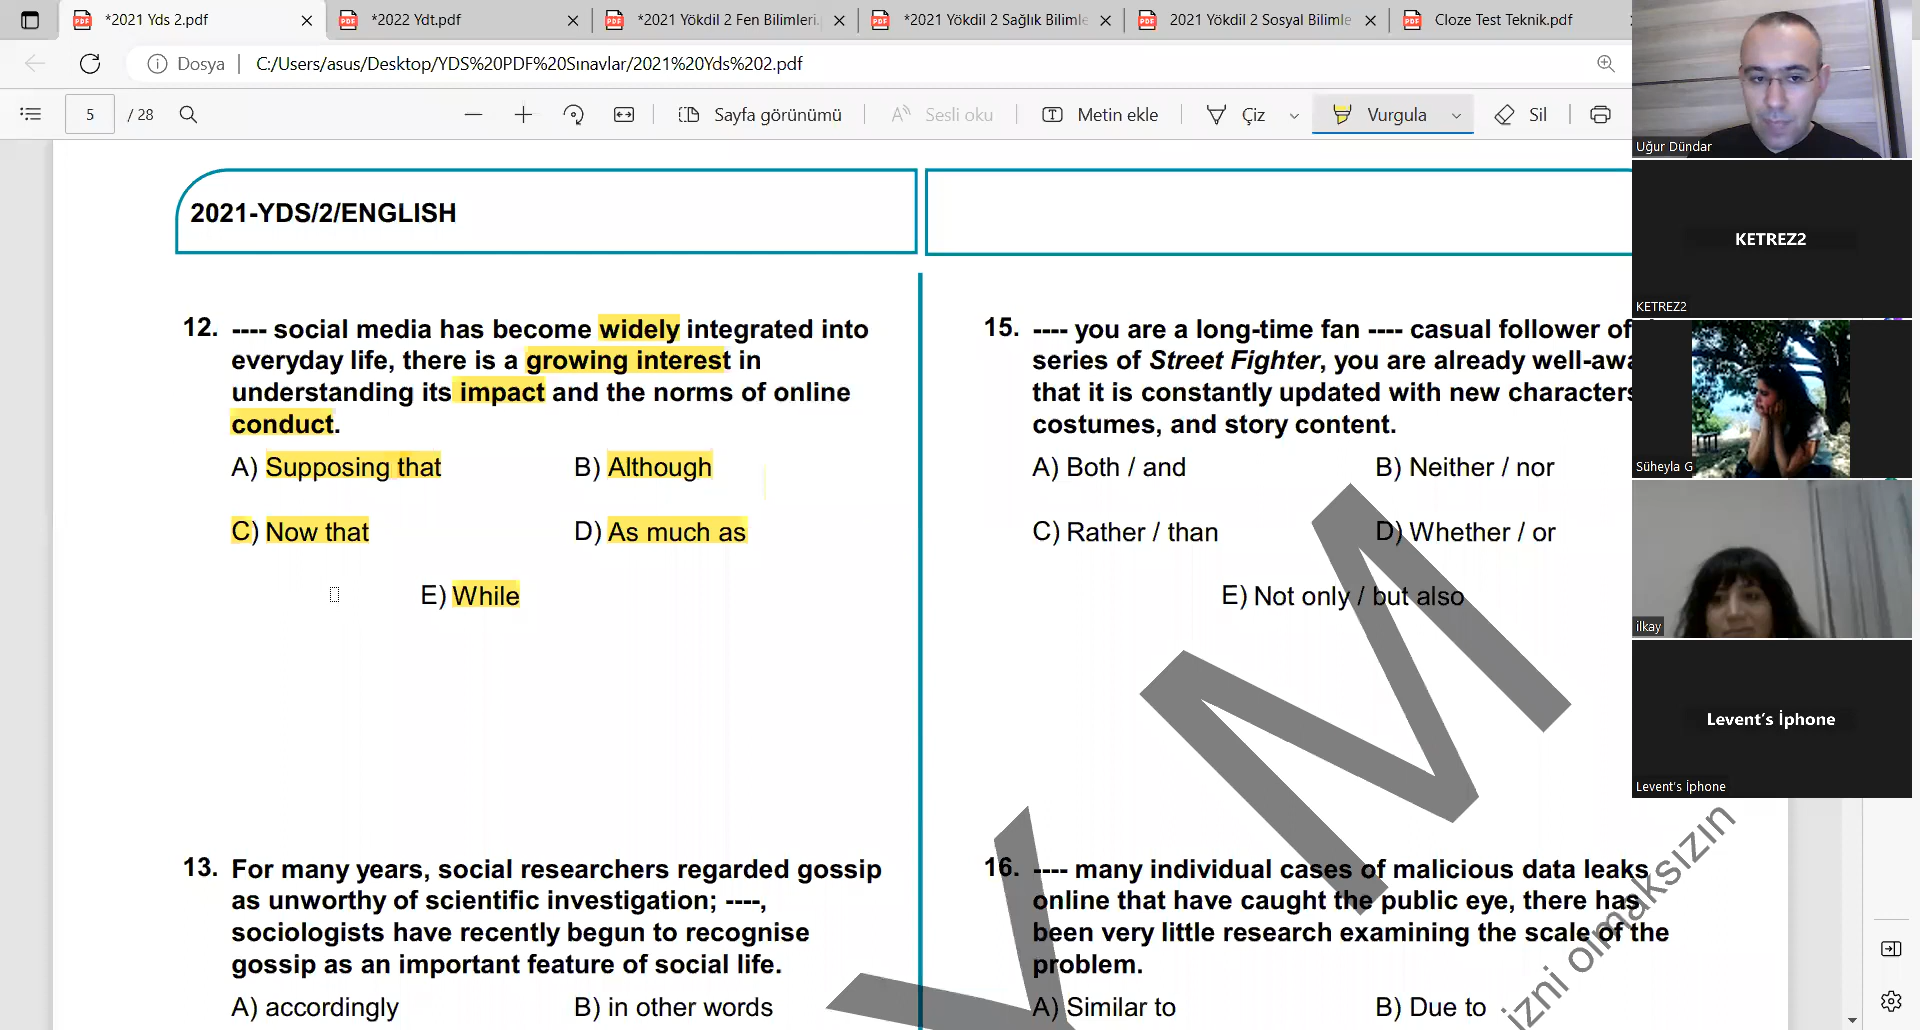 *2021 Yds 2.pdf
*2022 Ydt.pdf
*2021 Yökdil 2 Fen Bilimleri.
*2021 Yökdil 2 Sağlık Bilimle
2021 Yökdil 2 Sosyal Bilimle
Cloze Test Teknik.pdf
Dosya
C:/Users/asus/Desktop/YDS%20PDF%20Sınavlar/2021%20Yds%202.pdf
5 / 28
Sayfa görünümü
Sesli oku
Metin ekle
Çiz
Vurgula
Sil
2021-YDS/2/ENGLISH
12. ---- social media has become widely integrated into
everyday life, there is a growing interest in
understanding its impact and the norms of online
conduct.
A) Supposing that B) Although
C) Now that D) As much as
E) While
13. For many years, social researchers regarded gossip
as unworthy of scientific investigation; ----,
sociologists have recently begun to recognise
gossip as an important feature of social life.
A) accordingly B) in other words
15. ---- you are a long-time fan ---- casual follower of
series of Street Fighter, you are already
that it is constantly updated with new characters
costumes, and story content.
A) Both / and B) Neither / nor
C) Rather / than D) Whether / or
E) Not only / but also
16. ---- many individual cases of malicious data leaks
online that have caught the public eye, there has
been very little research examining the scale of the
problem.
A) Similar to B) Due to
Y M
izni olmaksızın
Uğur Dündar
KETREZ2
KETREZ2
Süheyla G
ilkay
Levent's İphone
Levent's İphone